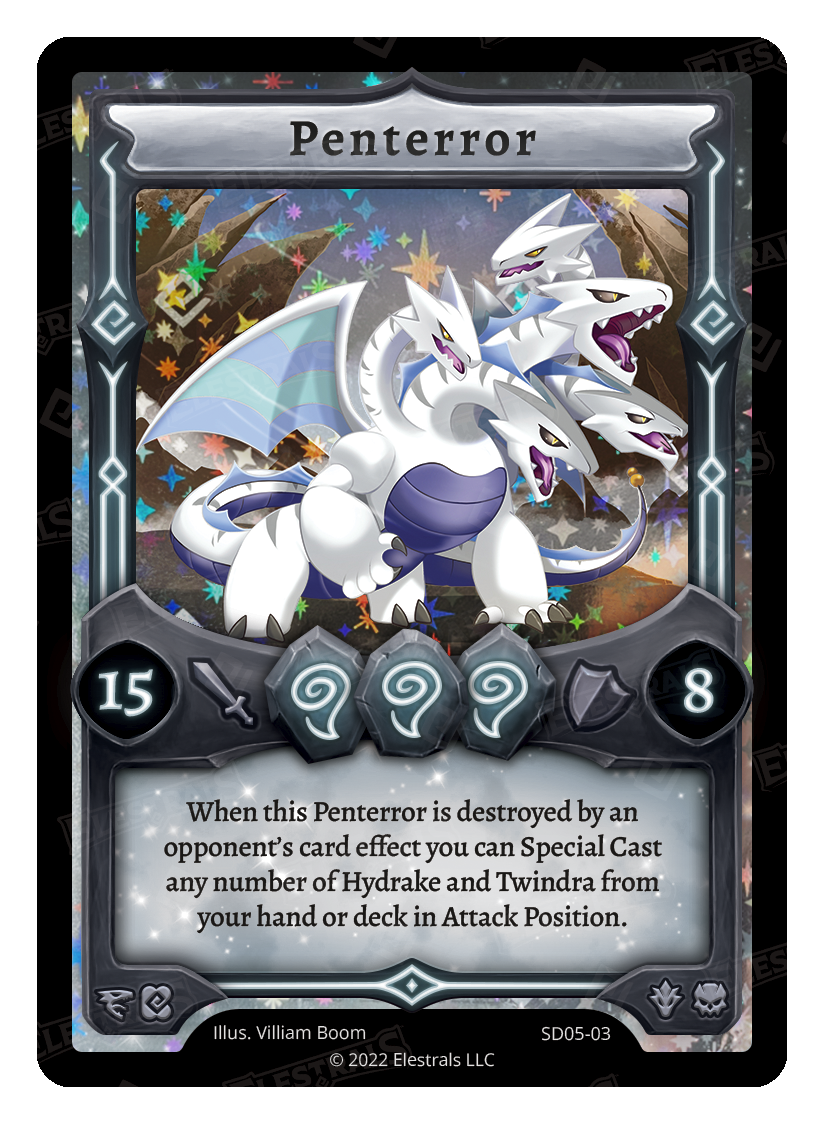 Penterror
15
8
When this Penterror is destroyed by an
opponent's card effect you can Special Cast
any number of Hydrake and Twindra from
your hand or deck in Attack Position.
Illus. Villiam Boom
SD05-03
© 2022 Elestrals LLC